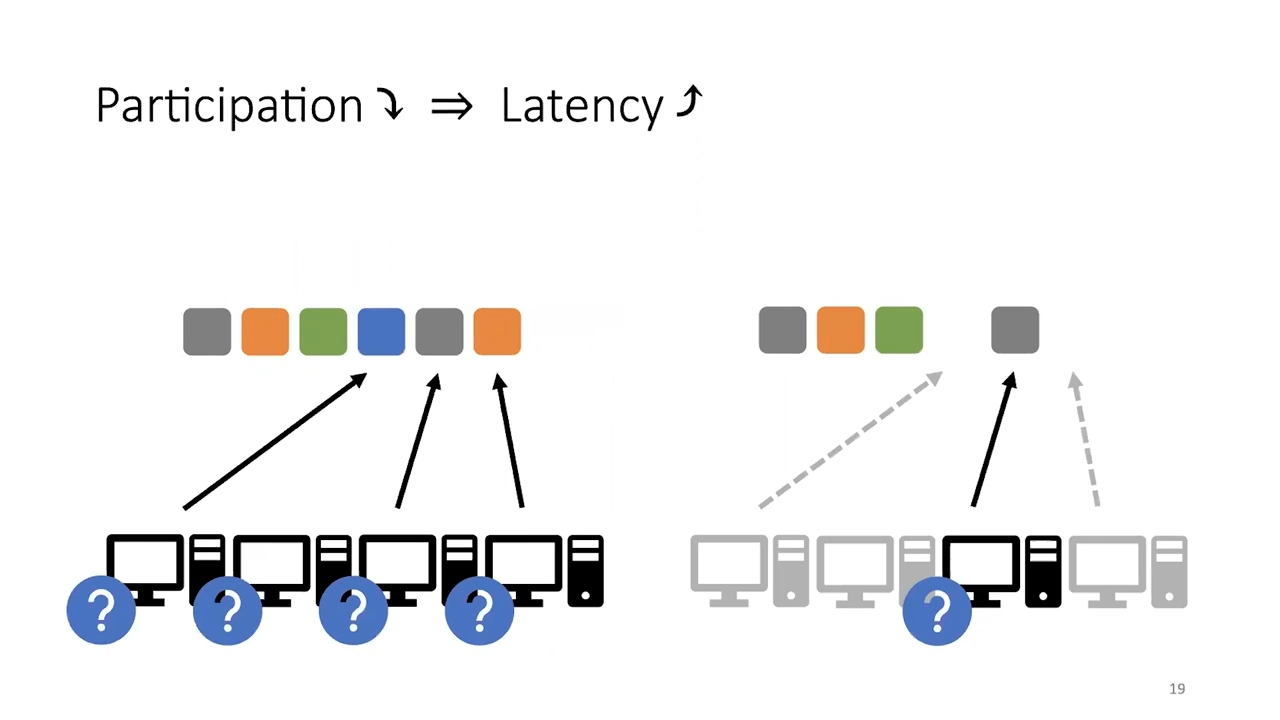 Participation ⤵ ⇒ Latency ⤴
? ? ? ? ?
19